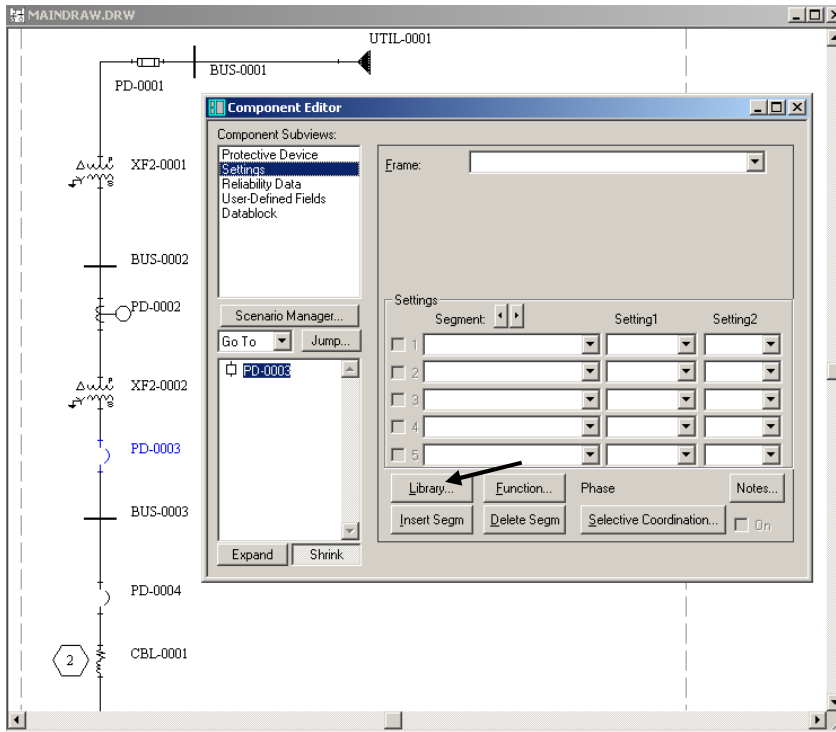 MAINDRAW.DRW
UTIL-0001
BUS-0001
PD-0001
XF2-0001
BUS-0002
PD-0002
XF2-0002
PD-0003
BUS-0003
PD-0004
CBL-0001
2
Component Editor
Component Subviews:
Protective Device
Settings
Reliability Data
User-Defined Fields
Datablock
Scenario Manager...
Go To Jump...
PD-0003
Expand Shrink
Frame:
Settings
Segment: Setting1 Setting2
1
2
3
4
5
Library... Function... Phase Notes...
Insert Segm Delete Segm Selective Coordination... On